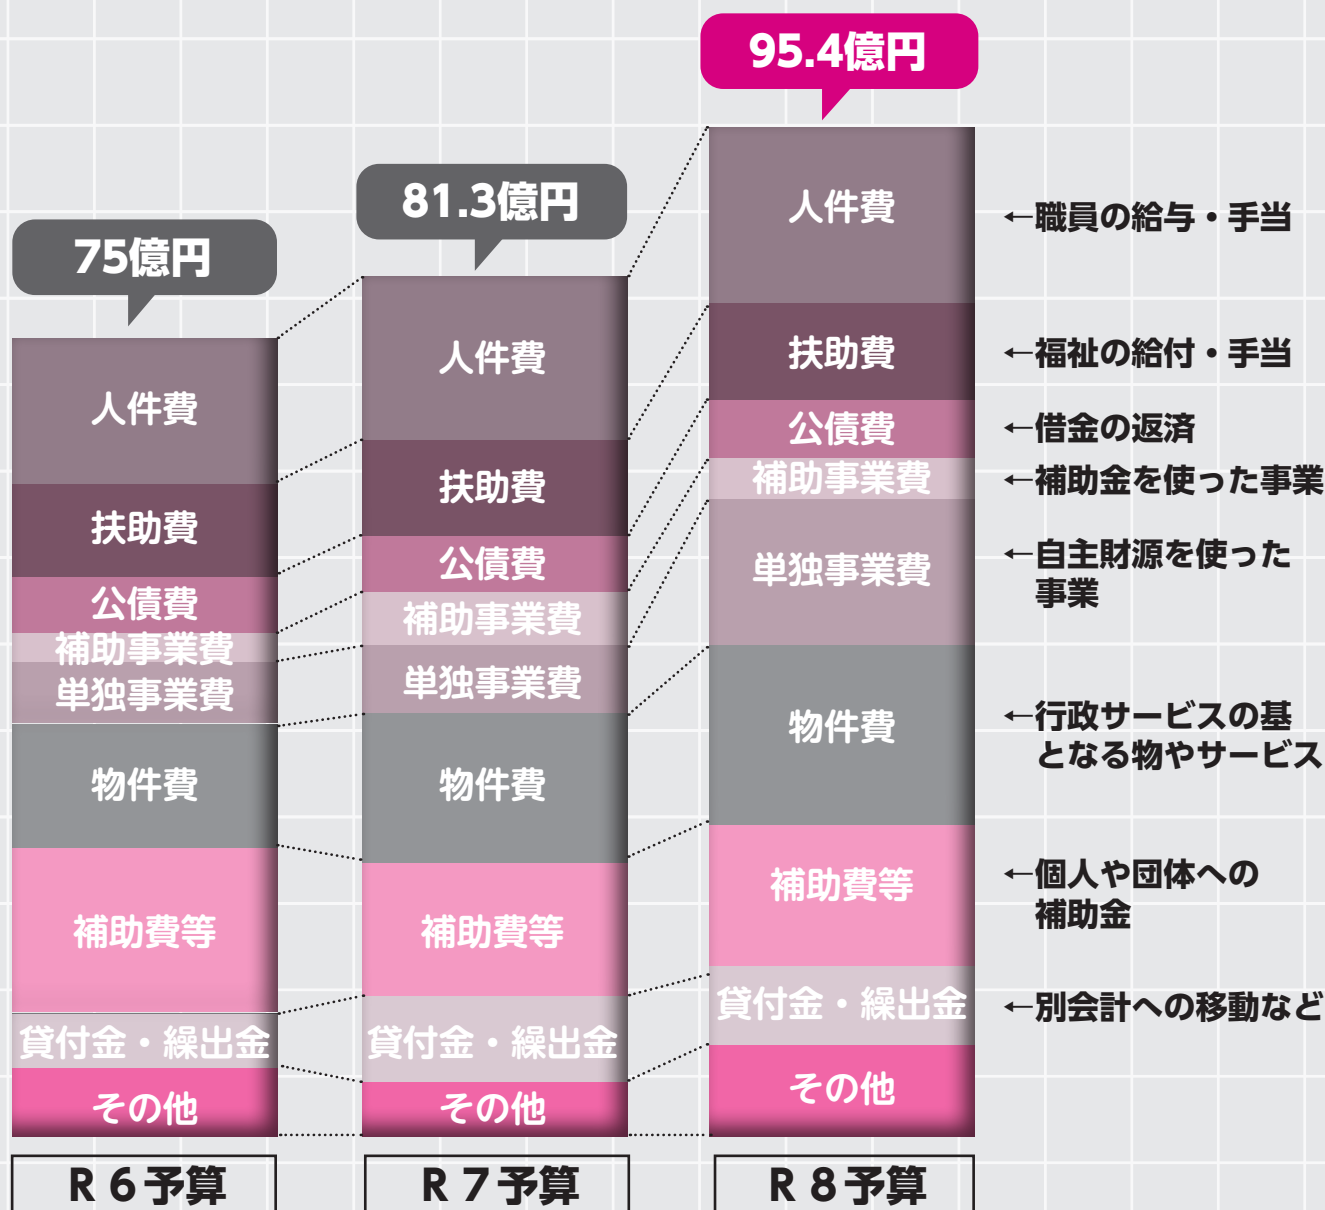 75億円
人件費
扶助費
公債費
補助事業費
単独事業費
物件費
補助費等
貸付金・繰出金
その他
R6予算
81.3億円
人件費
扶助費
公債費
補助事業費
単独事業費
物件費
補助費等
貸付金・繰出金
その他
R7予算
95.4億円
人件費
扶助費
公債費
補助事業費
単独事業費
物件費
補助費等
貸付金・繰出金
その他
R8予算
←職員の給与・手当
←福祉の給付・手当
←借金の返済
←補助金を使った事業
←自主財源を使った
事業
←行政サービスの基
となる物やサービス
←個人や団体への
補助金
←別会計への移動など